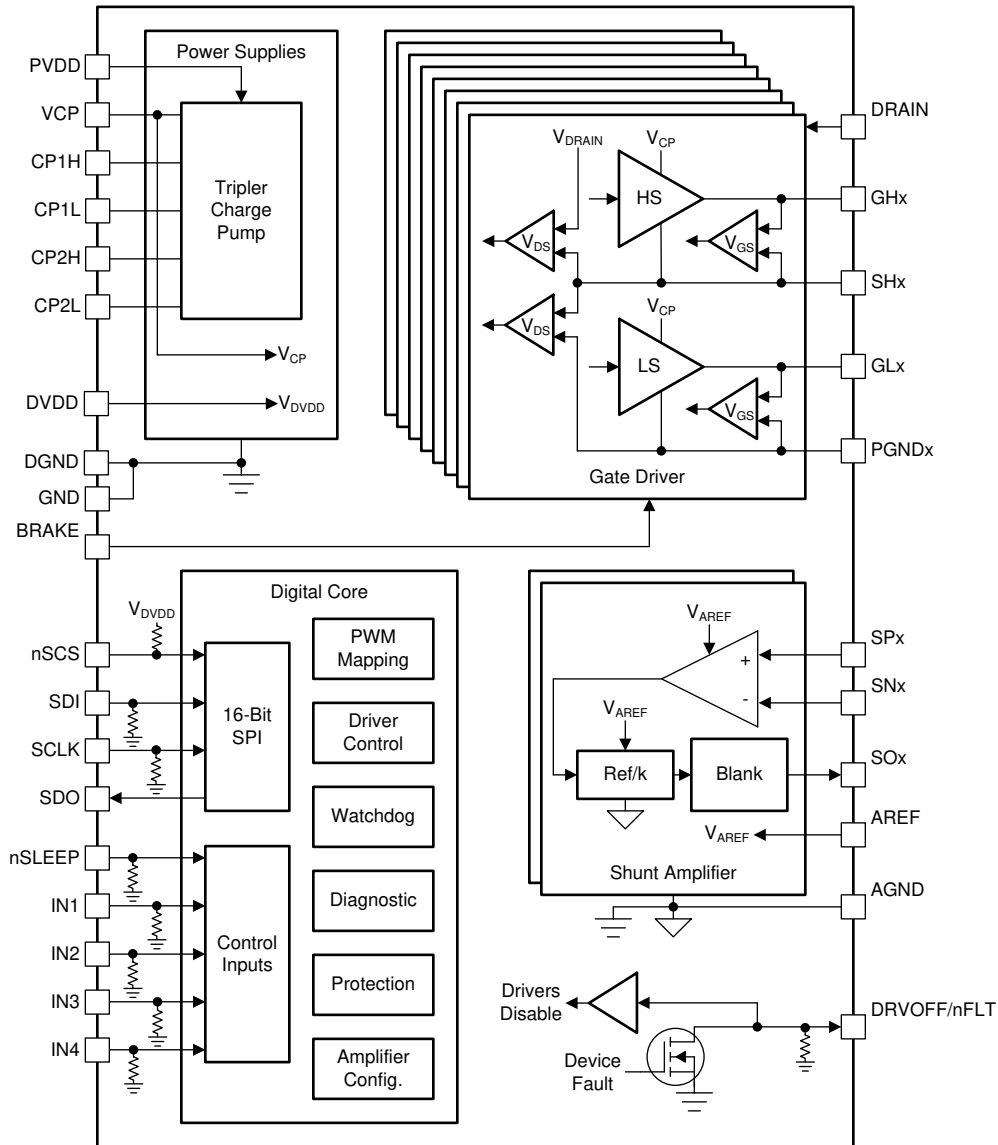 PVDD
VCP
CP1H
CP1L
CP2H
CP2L
DVDD
DGND
GND
BRAKE
Power Supplies
Tripler
Charge
Pump
VCP
VDVDD
VDRAIN
VCP
HS
VDS
VGS
VDS
VCP
LS
VGS
Gate Driver
DRAIN
GHx
SHx
GLx
PGNDx
nSCS
SDI
SCLK
SDO
nSLEEP
IN1
IN2
IN3
IN4
VDVDD
Digital Core
16-Bit
SPI
Control
Inputs
PWM
Mapping
Driver
Control
Watchdog
Diagnostic
Protection
Amplifier
Config.
VAREF
+
-
VAREF
Ref/k
Blank
VAREF
Shunt Amplifier
SPx
SNx
SOx
AREF
AGND
Drivers
Disable
Device
Fault
DRVOFF/nFLT